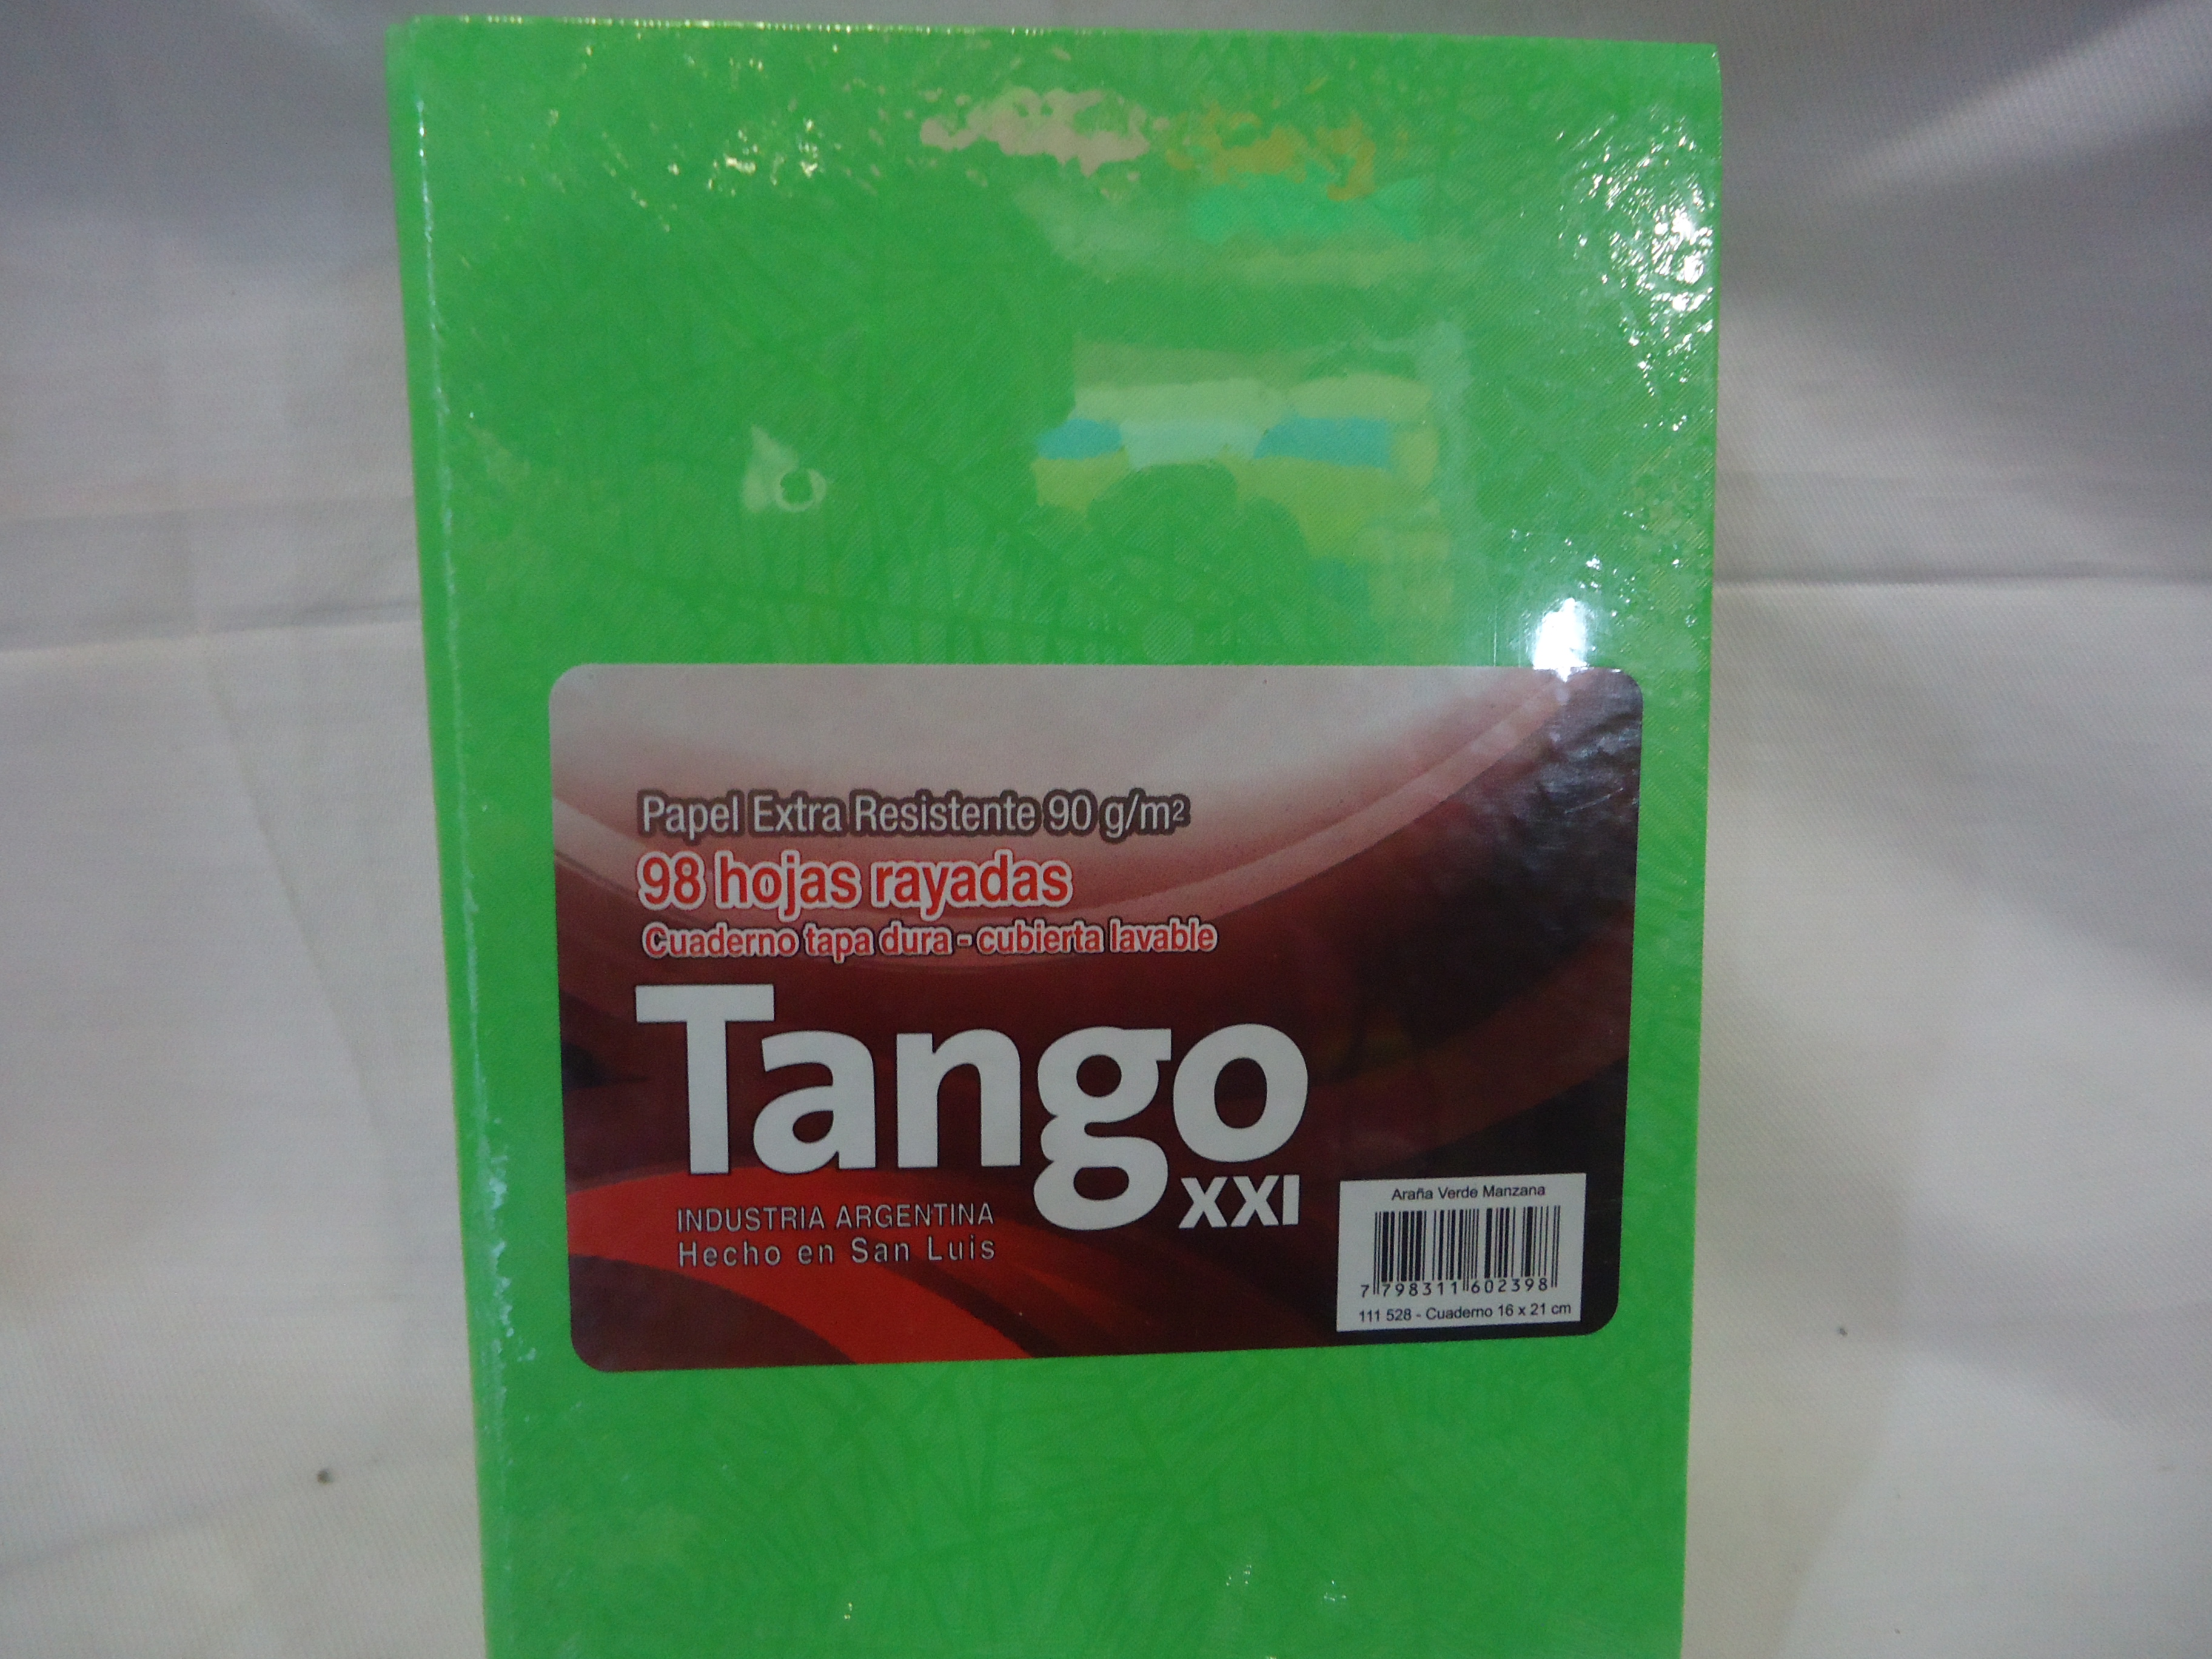 Papel Extra Resistente 90 g/m²
98 hojas rayadas
Cuaderno tapa dura - cubierta lavable
Tango
XXI
INDUSTRIA ARGENTINA
Hecho en San Luis
Araña Verde Manzana
7 798311 602398
111 528 - Cuaderno 16 x 21 cm